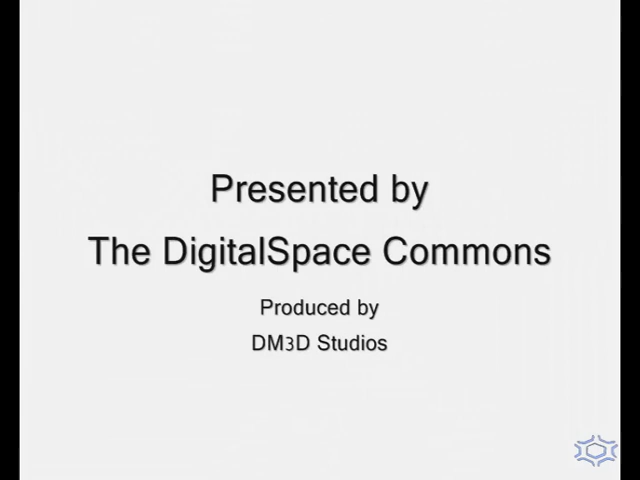 Presented by
The DigitalSpace Commons
Produced by
DM3D Studios